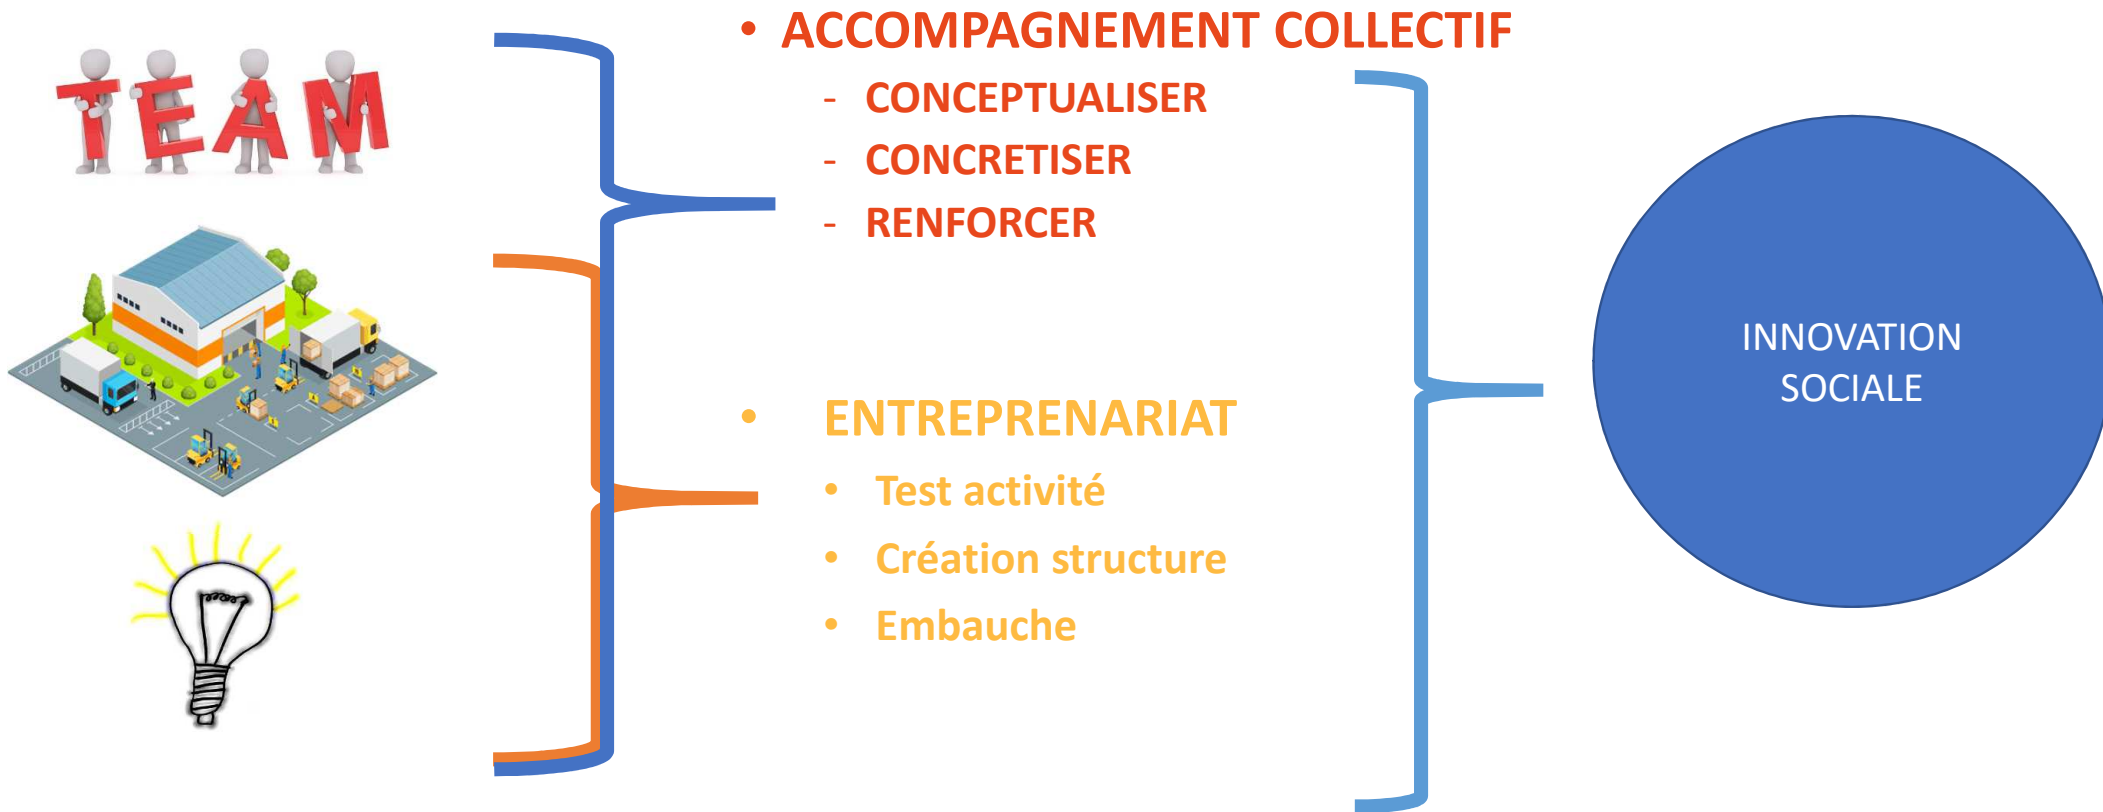 TEAM
• ACCOMPAGNEMENT COLLECTIF
- CONCEPTUALISER
- CONCRETISER
- RENFORCER
• ENTREPRENARIAT
• Test activité
• Création structure
• Embauche
INNOVATION
SOCIALE